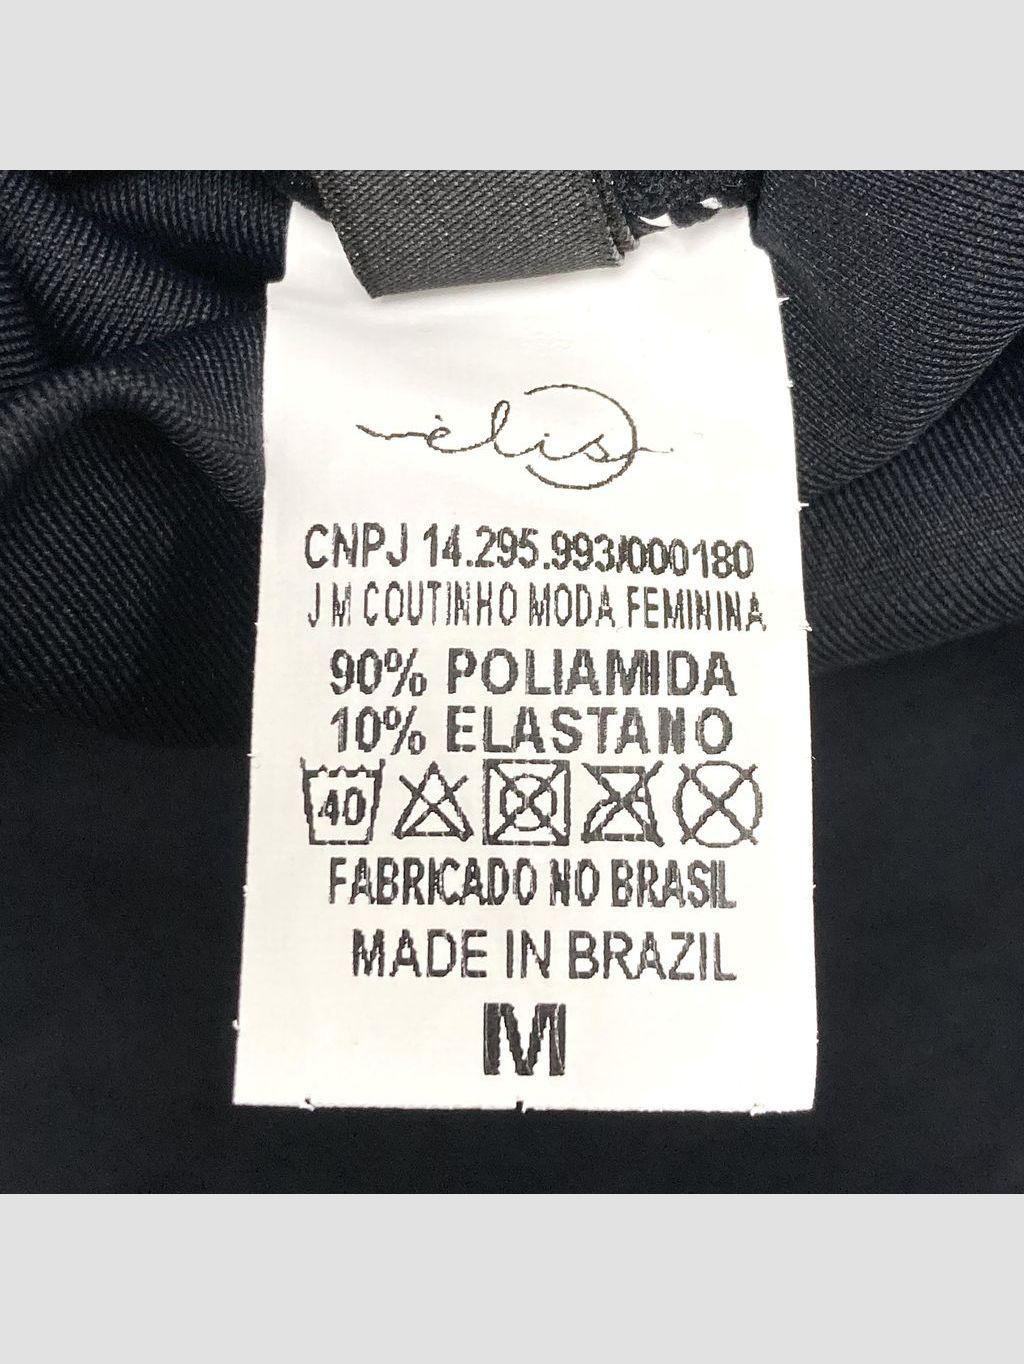 élis
CNPJ 14.295.993/000180
J M COUTINHO MODA FEMININA
90% POLIAMIDA
10% ELASTANO
40
FABRICADO NO BRASIL
MADE IN BRAZIL
M